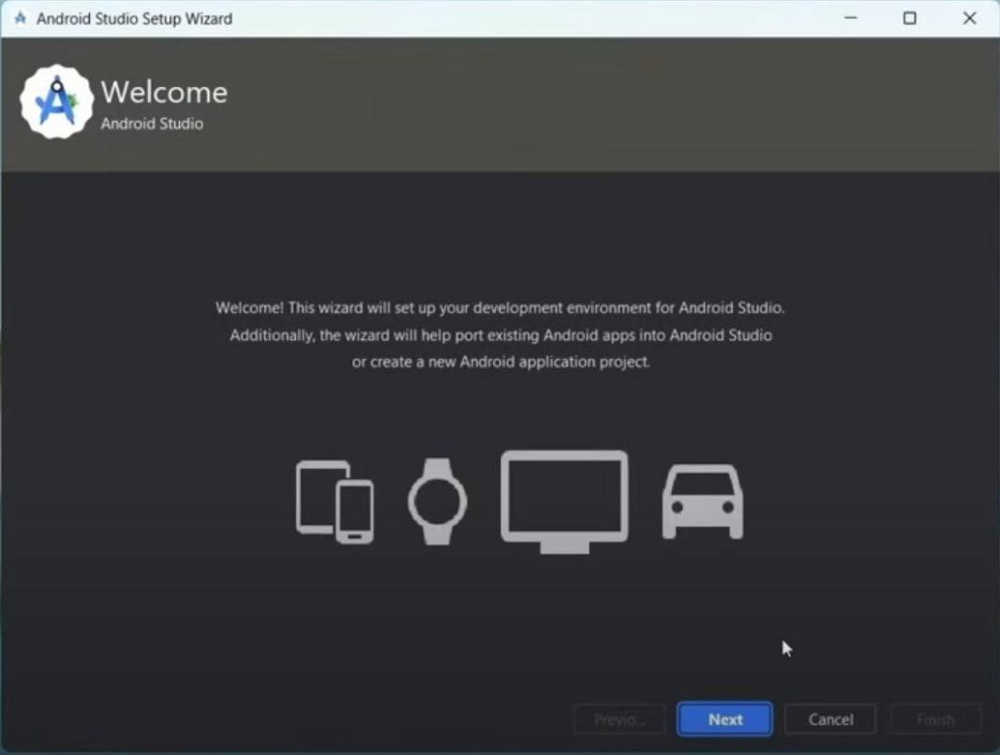 Android Studio Setup Wizard
Welcome
Android Studio
Welcome! This wizard will set up your development environment for Android Studio.
Additionally, the wizard will help port existing Android apps into Android Studio
or create a new Android application project.
Previo... Next Cancel Finish